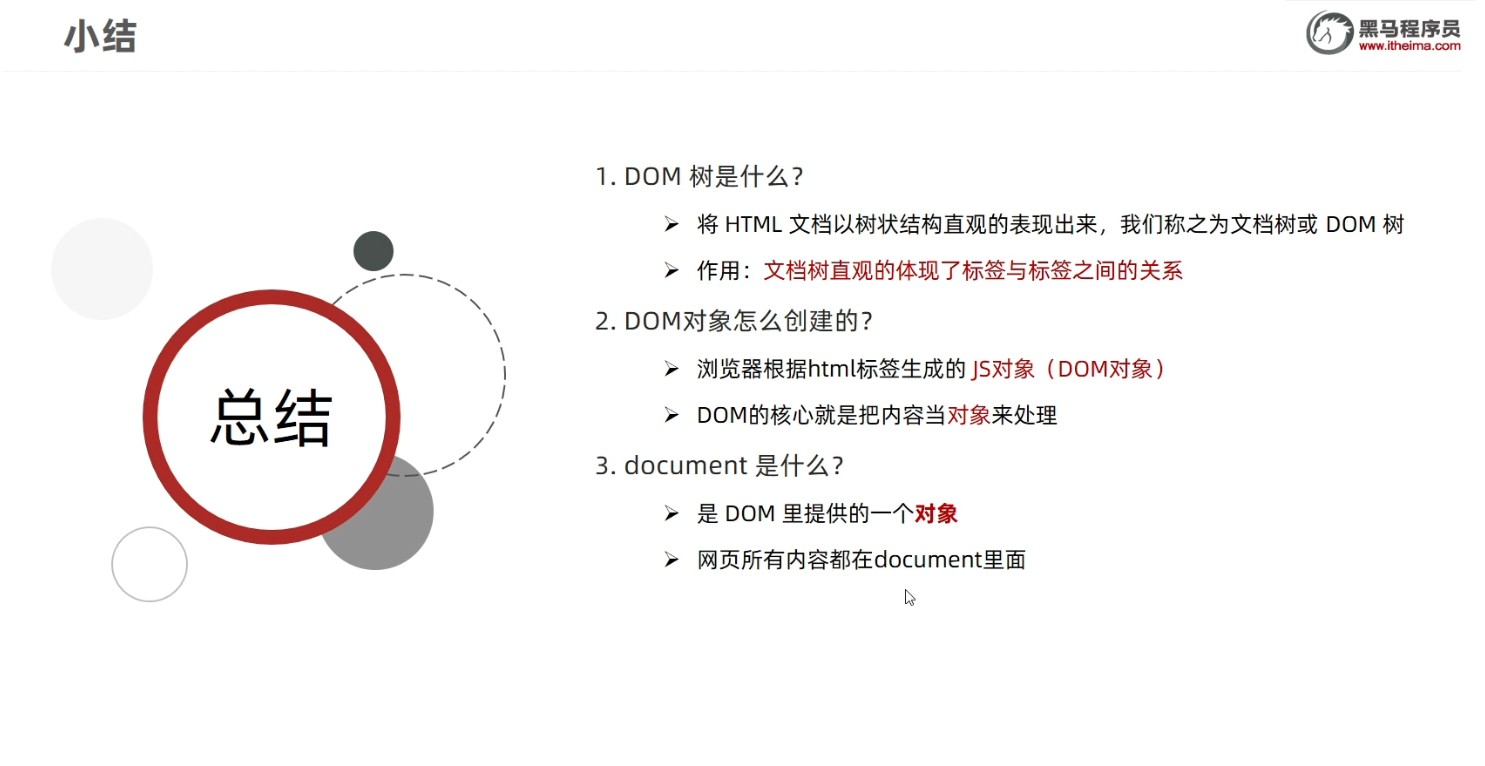 小结
黑马程序员
www.itheima.com
总结
1. DOM 树是什么？
➢ 将 HTML 文档以树状结构直观的表现出来，我们称之为文档树或 DOM 树
➢ 作用：文档树直观的体现了标签与标签之间的关系
2. DOM对象怎么创建的？
➢ 浏览器根据html标签生成的 JS对象（DOM对象）
➢ DOM的核心就是把内容当对象来处理
3. document 是什么？
➢ 是 DOM 里提供的一个对象
➢ 网页所有内容都在document里面